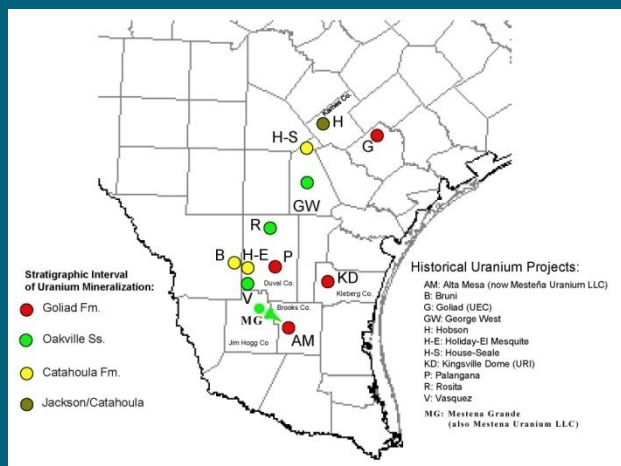 Karnes Co.
H
H-S
G
GW
R
B
H-E
P
KD
Duval Co.
Kleberg Co.
V
Brooks Co.
MG
AM
Jim Hogg Co
Stratigraphic Interval
of Uranium Mineralization:
Goliad Fm.
Oakville Ss.
Catahoula Fm.
Jackson/Catahoula
Historical Uranium Projects:
AM: Alta Mesa (now Mesteña Uranium LLC)
B: Bruni
G: Goliad (UEC)
GW: George West
H: Hobson
H-E: Holiday-El Mesquite
H-S: House-Seale
KD: Kingsville Dome (URI)
P: Palangana
R: Rosita
V: Vasquez
MG: Mestena Grande
(also Mestena Uranium LLC)